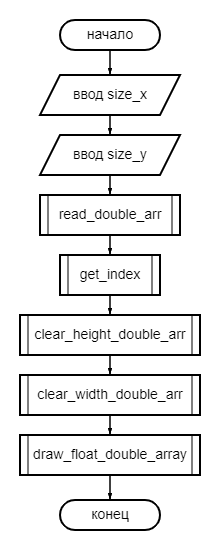 начало
ввод size_x
ввод size_y
read_double_arr
get_index
clear_height_double_arr
clear_width_double_arr
draw_float_double_array
конец